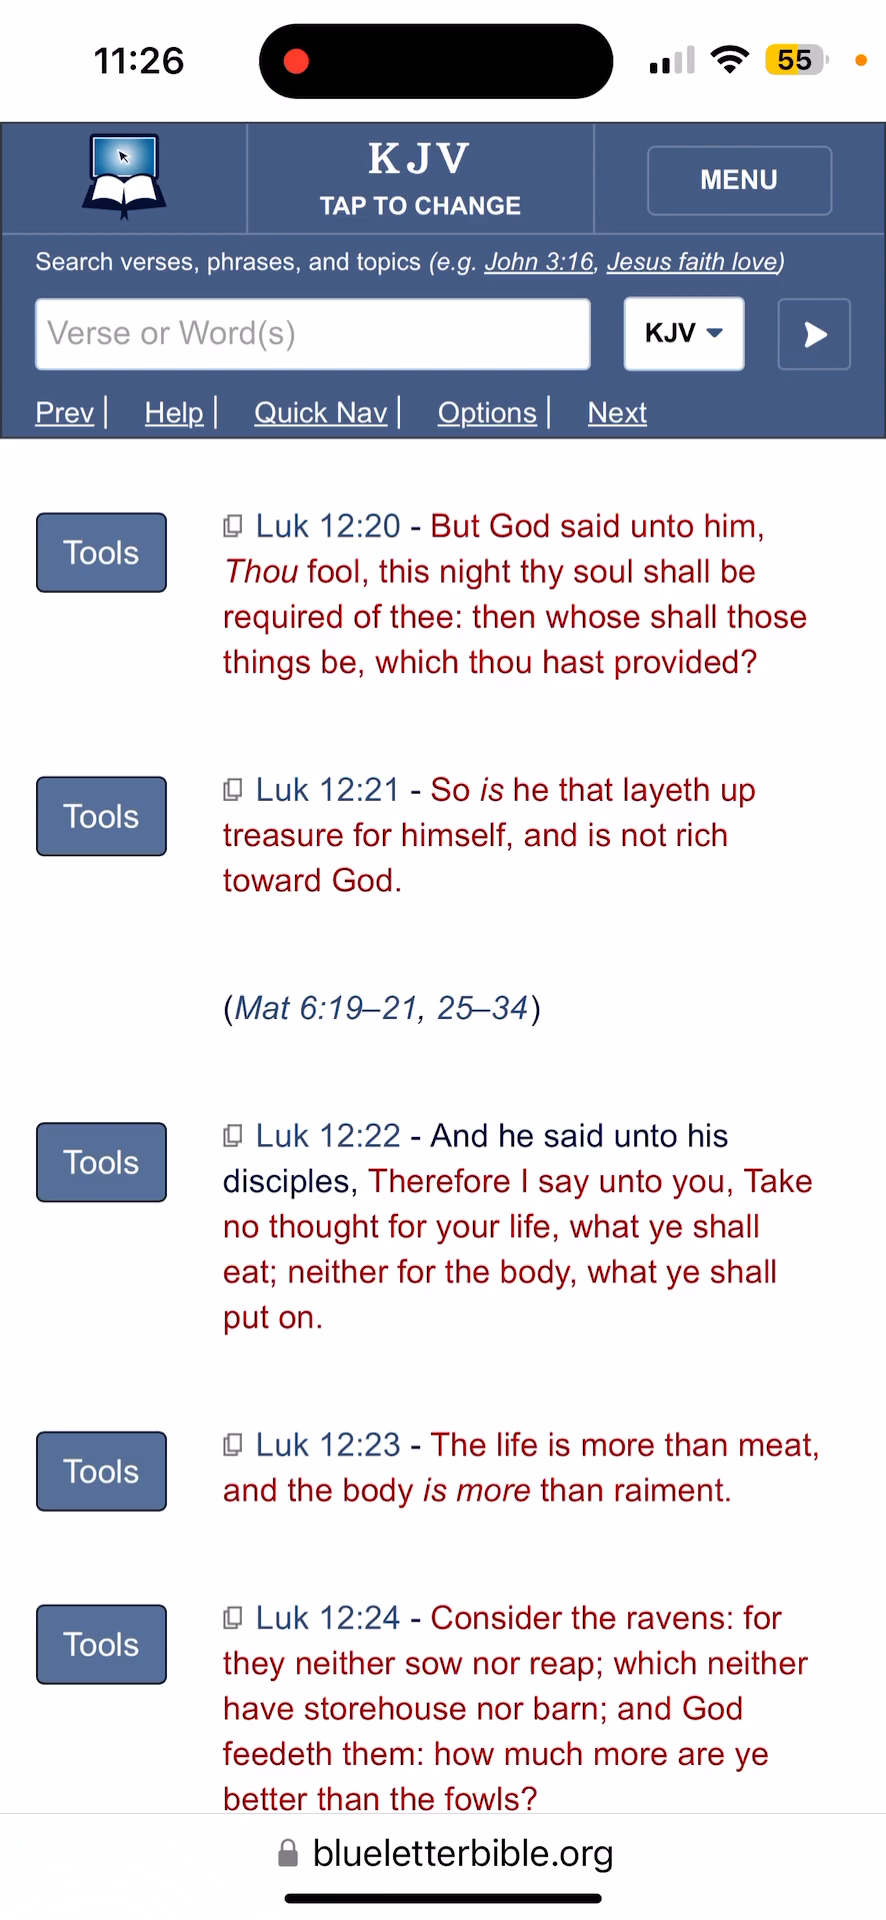 11:26
55
KJV
TAP TO CHANGE
MENU
Search verses, phrases, and topics (e.g. John 3:16, Jesus faith love)
Verse or Word(s)
KJV
Prev | Help | Quick Nav | Options | Next
Tools
Luk 12:20 - But God said unto him,
Thou fool, this night thy soul shall be
required of thee: then whose shall those
things be, which thou hast provided?
Tools
Luk 12:21 - So is he that layeth up
treasure for himself, and is not rich
toward God.
(Mat 6:19–21, 25–34)
Tools
Luk 12:22 - And he said unto his
disciples, Therefore I say unto you, Take
no thought for your life, what ye shall
eat; neither for the body, what ye shall
put on.
Tools
Luk 12:23 - The life is more than meat,
and the body is more than raiment.
Tools
Luk 12:24 - Consider the ravens: for
they neither sow nor reap; which neither
have storehouse nor barn; and God
feedeth them: how much more are ye
better than the fowls?
blueletterbible.org